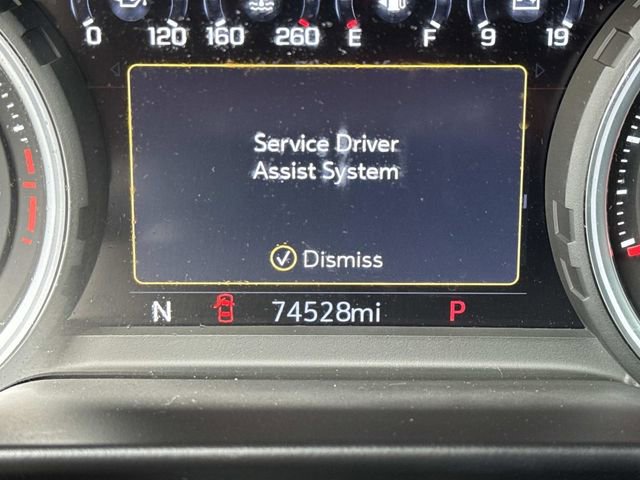 0 120 160 260 E F 9 19
Service Driver
Assist System
Dismiss
N 74528mi P